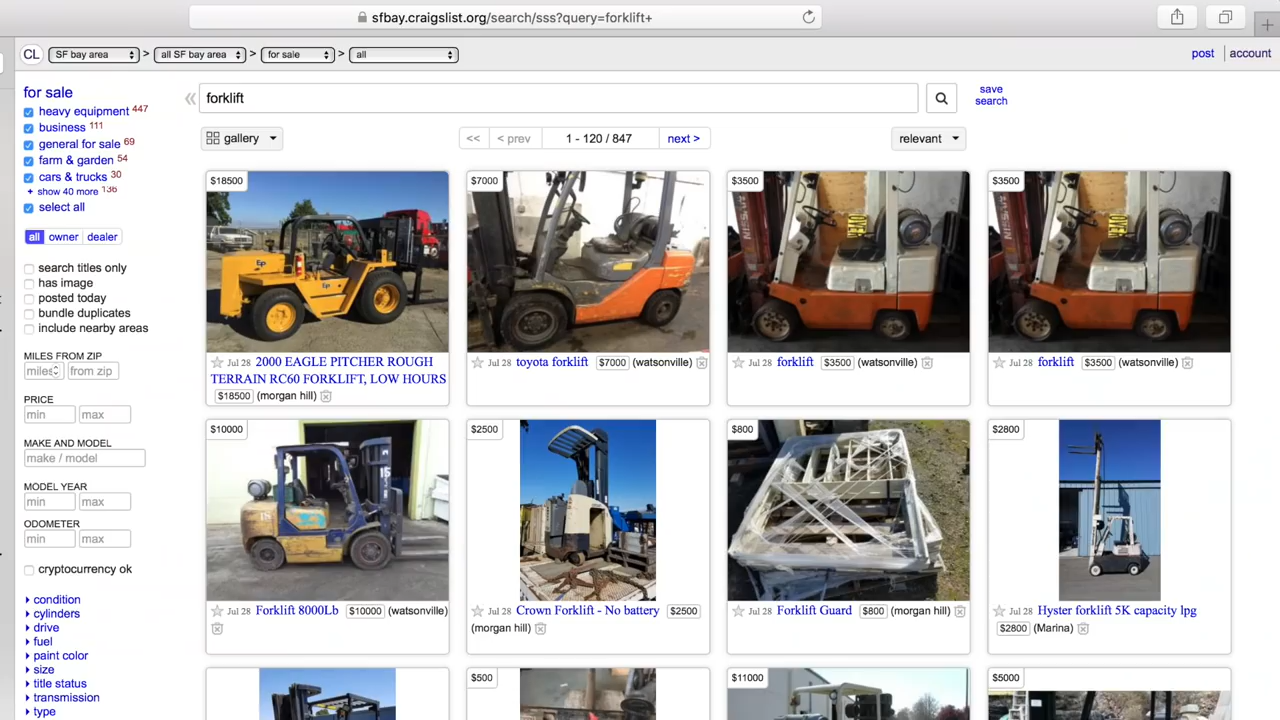 sfbay.craigslist.org/search/sss?query=forklift+
CL SF bay area > all SF bay area > for sale > all post account
for sale
heavy equipment 447
business 111
general for sale 69
farm & garden 54
cars & trucks 30
+ show 40 more 136
select all
all owner dealer
search titles only
has image
posted today
bundle duplicates
include nearby areas
MILES FROM ZIP
miles from zip
PRICE
min max
MAKE AND MODEL
make / model
MODEL YEAR
min max
ODOMETER
min max
cryptocurrency ok
condition
cylinders
drive
fuel
paint color
size
title status
transmission
type
« forklift save
search
gallery << < prev 1 - 120 / 847 next > relevant
$18500
Jul 28 2000 EAGLE PITCHER ROUGH
TERRAIN RC60 FORKLIFT, LOW HOURS
$18500 (morgan hill)
$7000
Jul 28 toyota forklift $7000 (watsonville)
$3500
NISSAN
Jul 28 forklift $3500 (watsonville)
$3500
NISSAN
Jul 28 forklift $3500 (watsonville)
$10000
Jul 28 Forklift 8000Lb $10000 (watsonville)
$2500
Jul 28 Crown Forklift - No battery $2500
(morgan hill)
$800
Jul 28 Forklift Guard $800 (morgan hill)
$2800
Jul 28 Hyster forklift 5K capacity lpg
$2800 (Marina)
$500
$11000
$5000